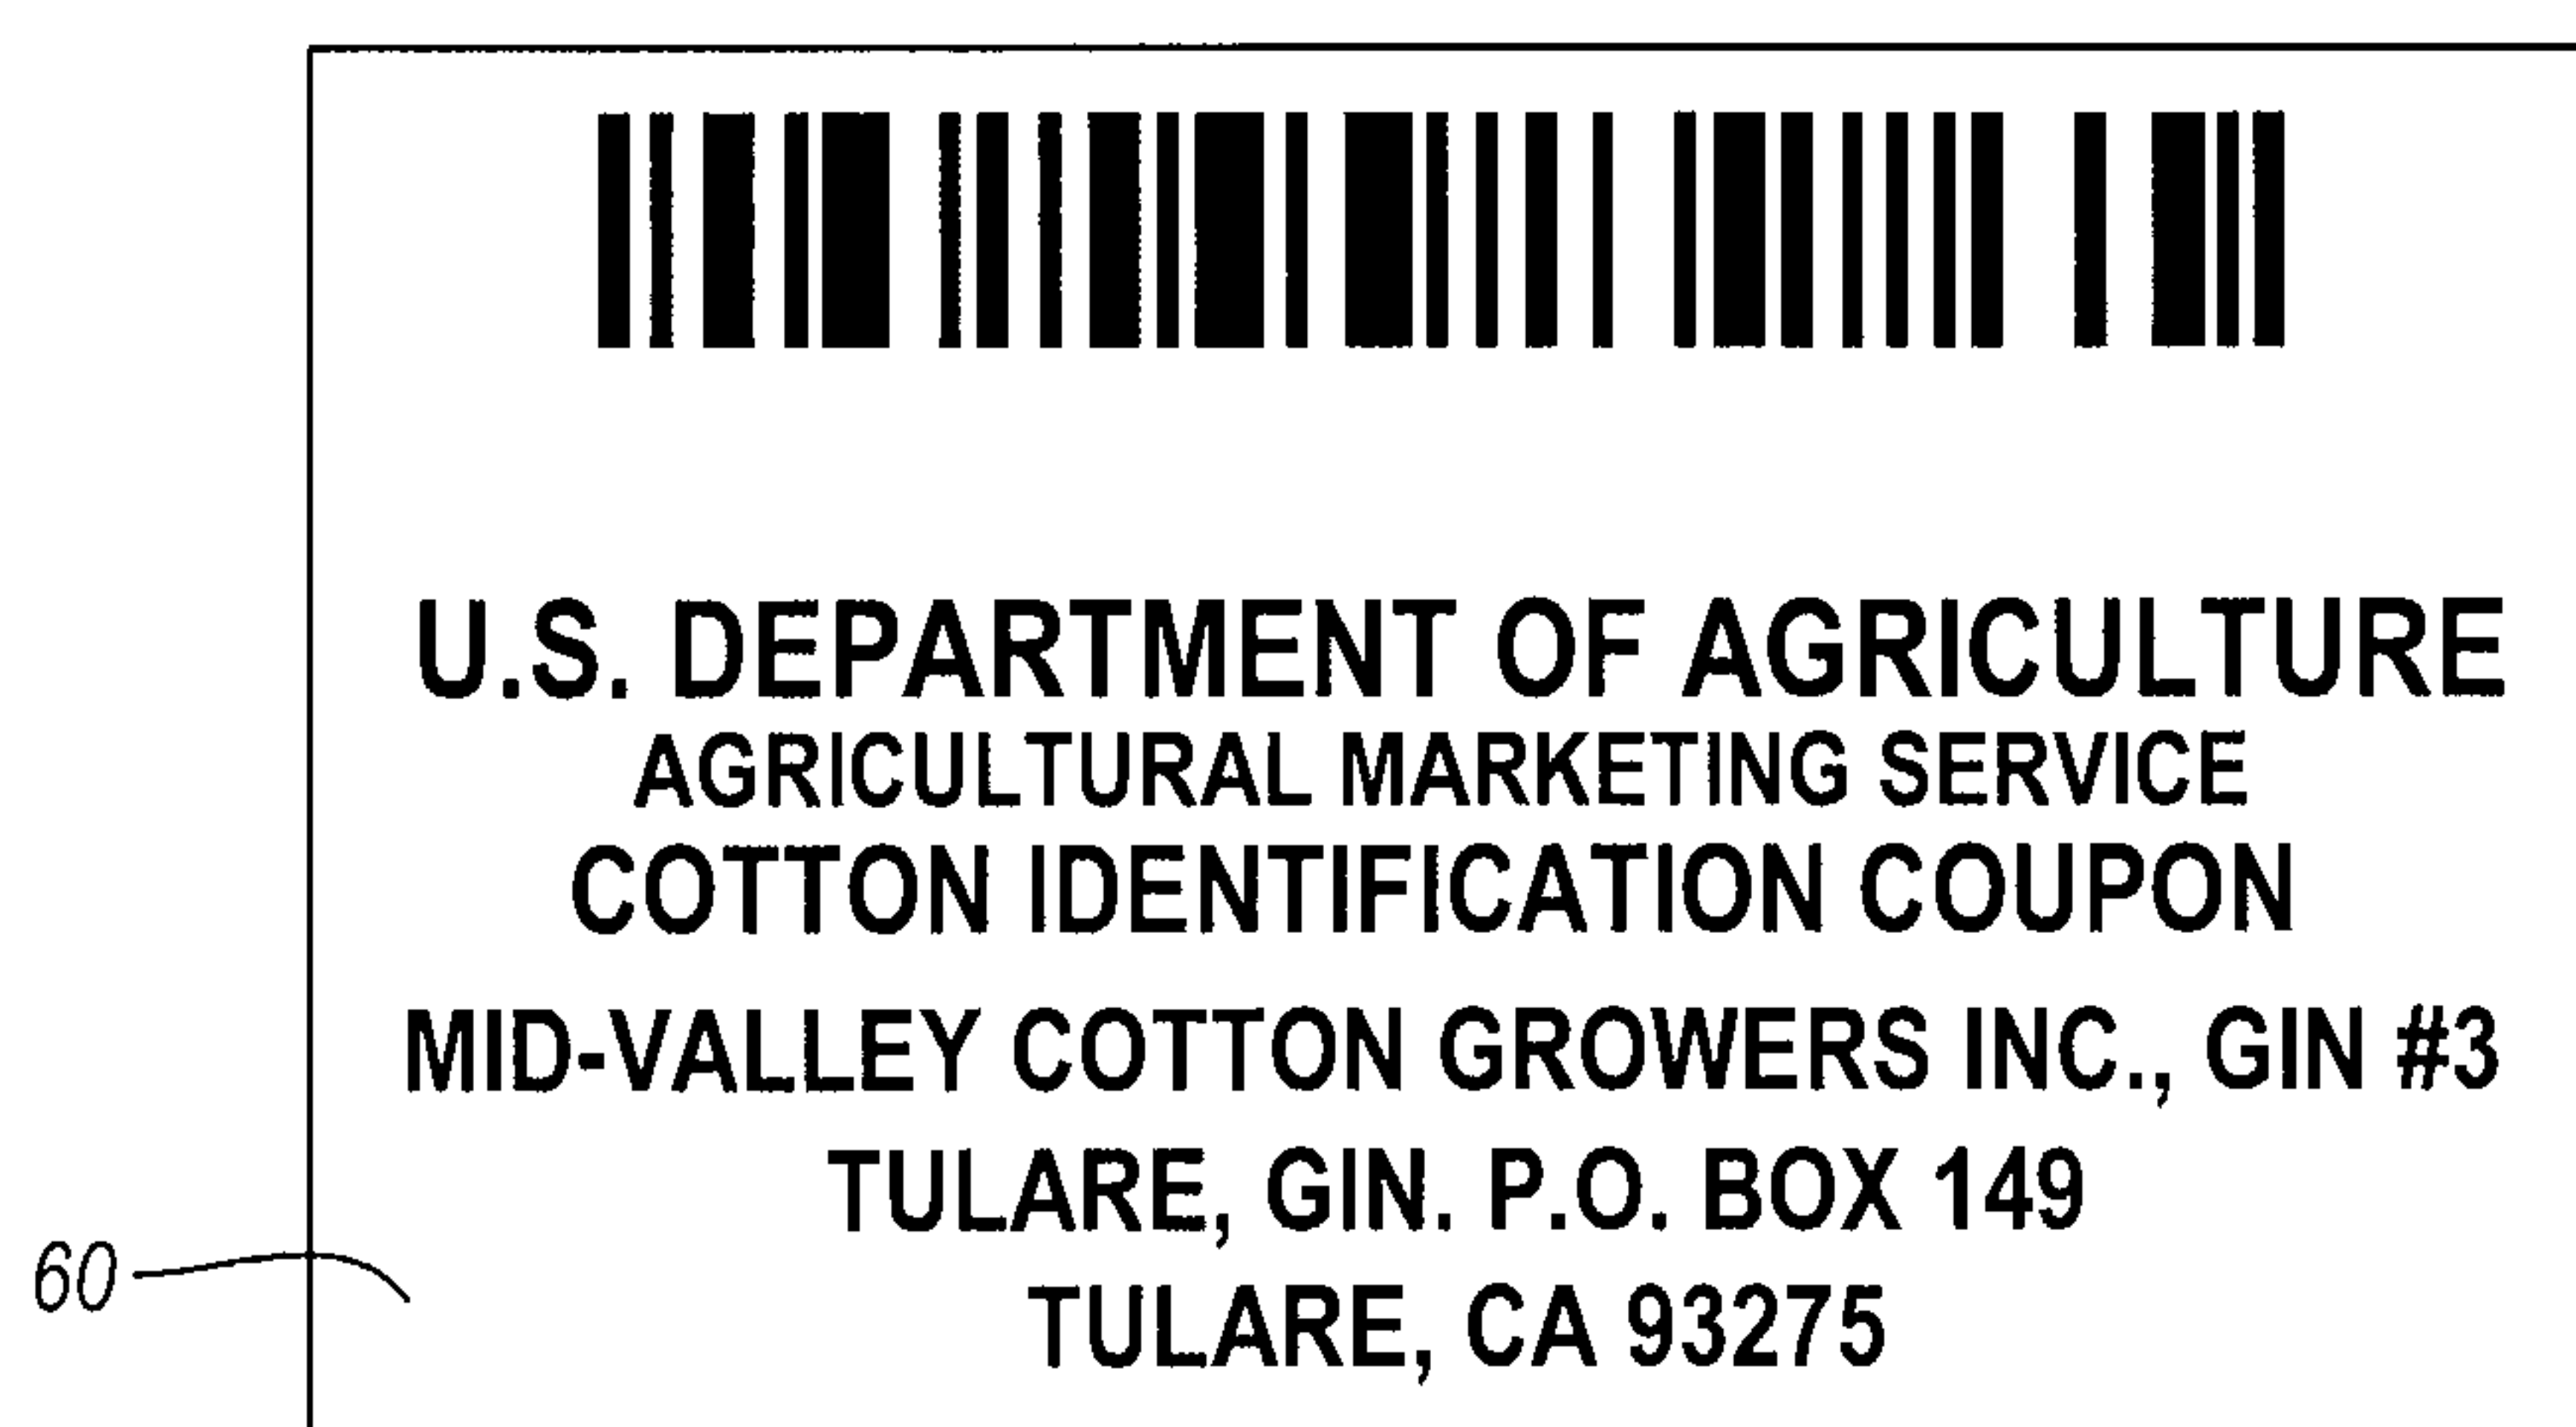 U.S. DEPARTMENT OF AGRICULTURE
AGRICULTURAL MARKETING SERVICE
COTTON IDENTIFICATION COUPON
MID-VALLEY COTTON GROWERS INC., GIN #3
TULARE, GIN. P.O. BOX 149
60
TULARE, CA 93275